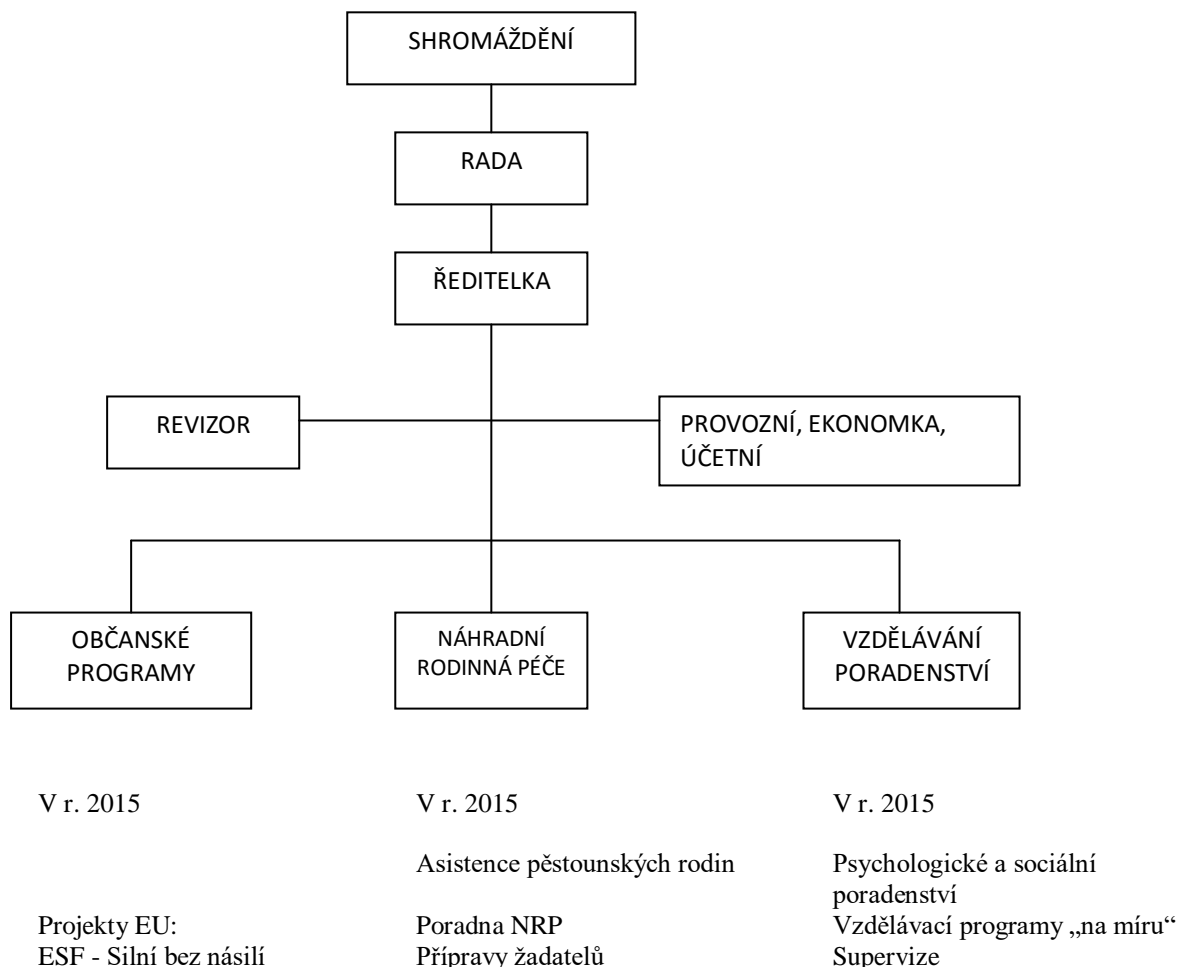 SHROMÁŽDĚNÍ
RADA
ŘEDITELKA
REVIZOR
PROVOZNÍ, EKONOMKA,
ÚČETNÍ
OBČANSKÉ
PROGRAMY
NÁHRADNÍ
RODINNÁ PÉČE
VZDĚLÁVÁNÍ
PORADENSTVÍ
V r. 2015
Projekty EU:
ESF - Silní bez násilí
V r. 2015
Asistence pěstounských rodin
Poradna NRP
Přípravy žadatelů
V r. 2015
Psychologické a sociální
poradenství
Vzdělávací programy „na míru“
Supervize